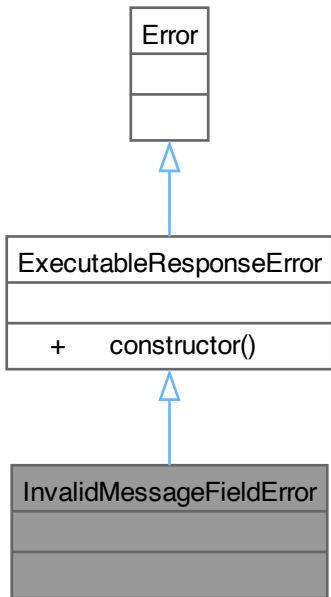 Error
ExecutableResponseError
+ constructor()
InvalidMessageFieldError